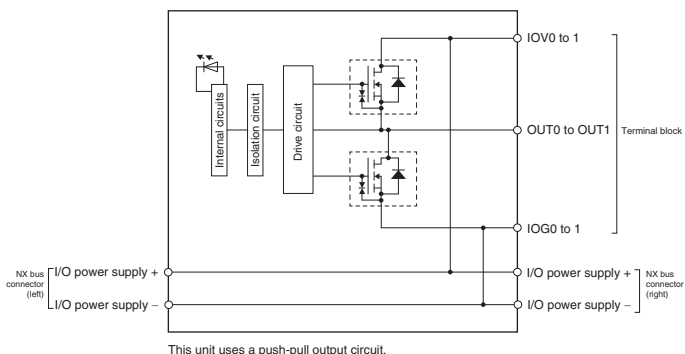 IOV0 to 1
Internal circuits
Isolation circuit
Drive circuit
OUT0 to OUT1
Terminal block
IOG0 to 1
NX bus
connector
(left)
I/O power supply +
I/O power supply −
I/O power supply +
I/O power supply −
NX bus
connector
(right)
This unit uses a push-pull output circuit.